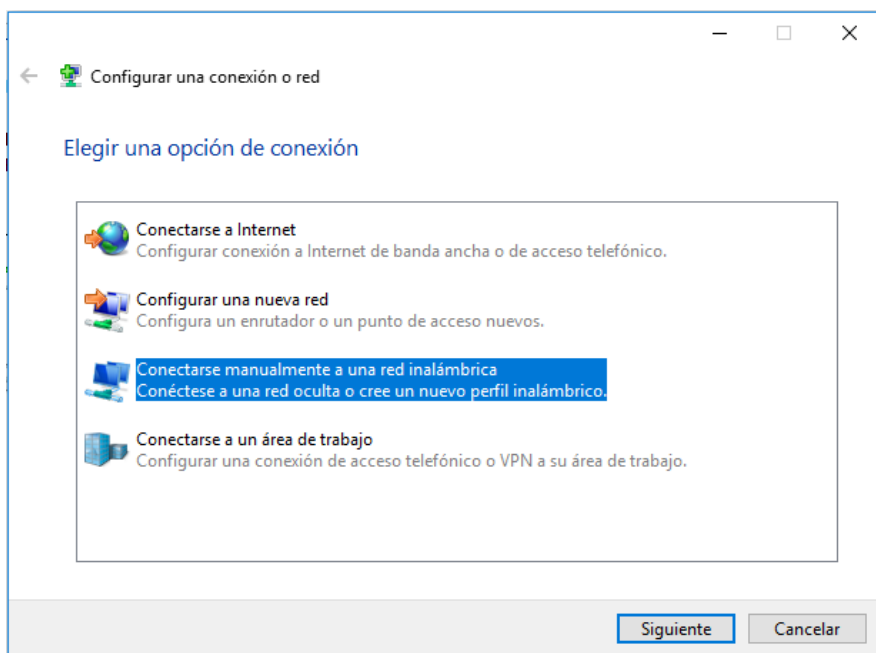 Configurar una conexión o red
Elegir una opción de conexión
Conectarse a Internet
Configurar conexión a Internet de banda ancha o de acceso telefónico.
Configurar una nueva red
Configura un enrutador o un punto de acceso nuevos.
Conectarse manualmente a una red inalámbrica
Conéctese a una red oculta o cree un nuevo perfil inalámbrico.
Conectarse a un área de trabajo
Configurar una conexión de acceso telefónico o VPN a su área de trabajo.
Siguiente
Cancelar